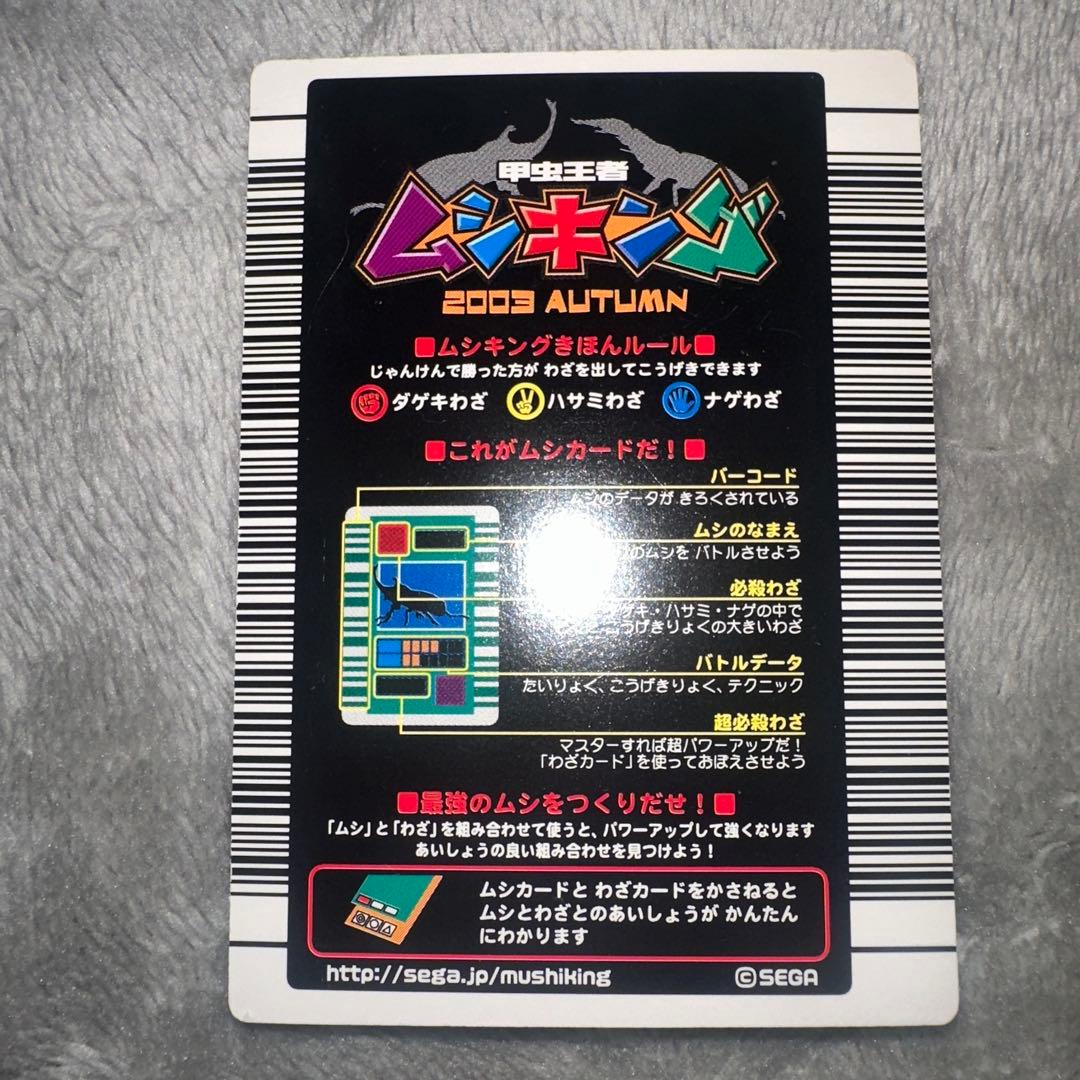 甲虫王者
ムシキング
2003 AUTUMN
■ムシキングきほんルール■
じゃんけんで勝った方が わざを出してこうげきできます
ダゲキわざ ハサミわざ ナゲわざ
■これがムシカードだ！■
バーコード
ムシのデータが きろくされている
ムシのなまえ
のムシを バトルさせよう
必殺わざ
ゲキ・ハサミ・ナゲの中で
こうげきりょくの大きいわざ
バトルデータ
たいりょく、こうげきりょく、テクニック
超必殺わざ
マスターすれば超パワーアップだ！
「わざカード」を使っておぼえさせよう
■最強のムシをつくりだせ！■
「ムシ」と「わざ」を組み合わせて使うと、パワーアップして強くなります
あいしょうの良い組み合わせを見つけよう！
ムシカードと わざカードをかさねると
ムシとわざとのあいしょうが かんたん
にわかります
http://sega.jp/mushiking
©SEGA